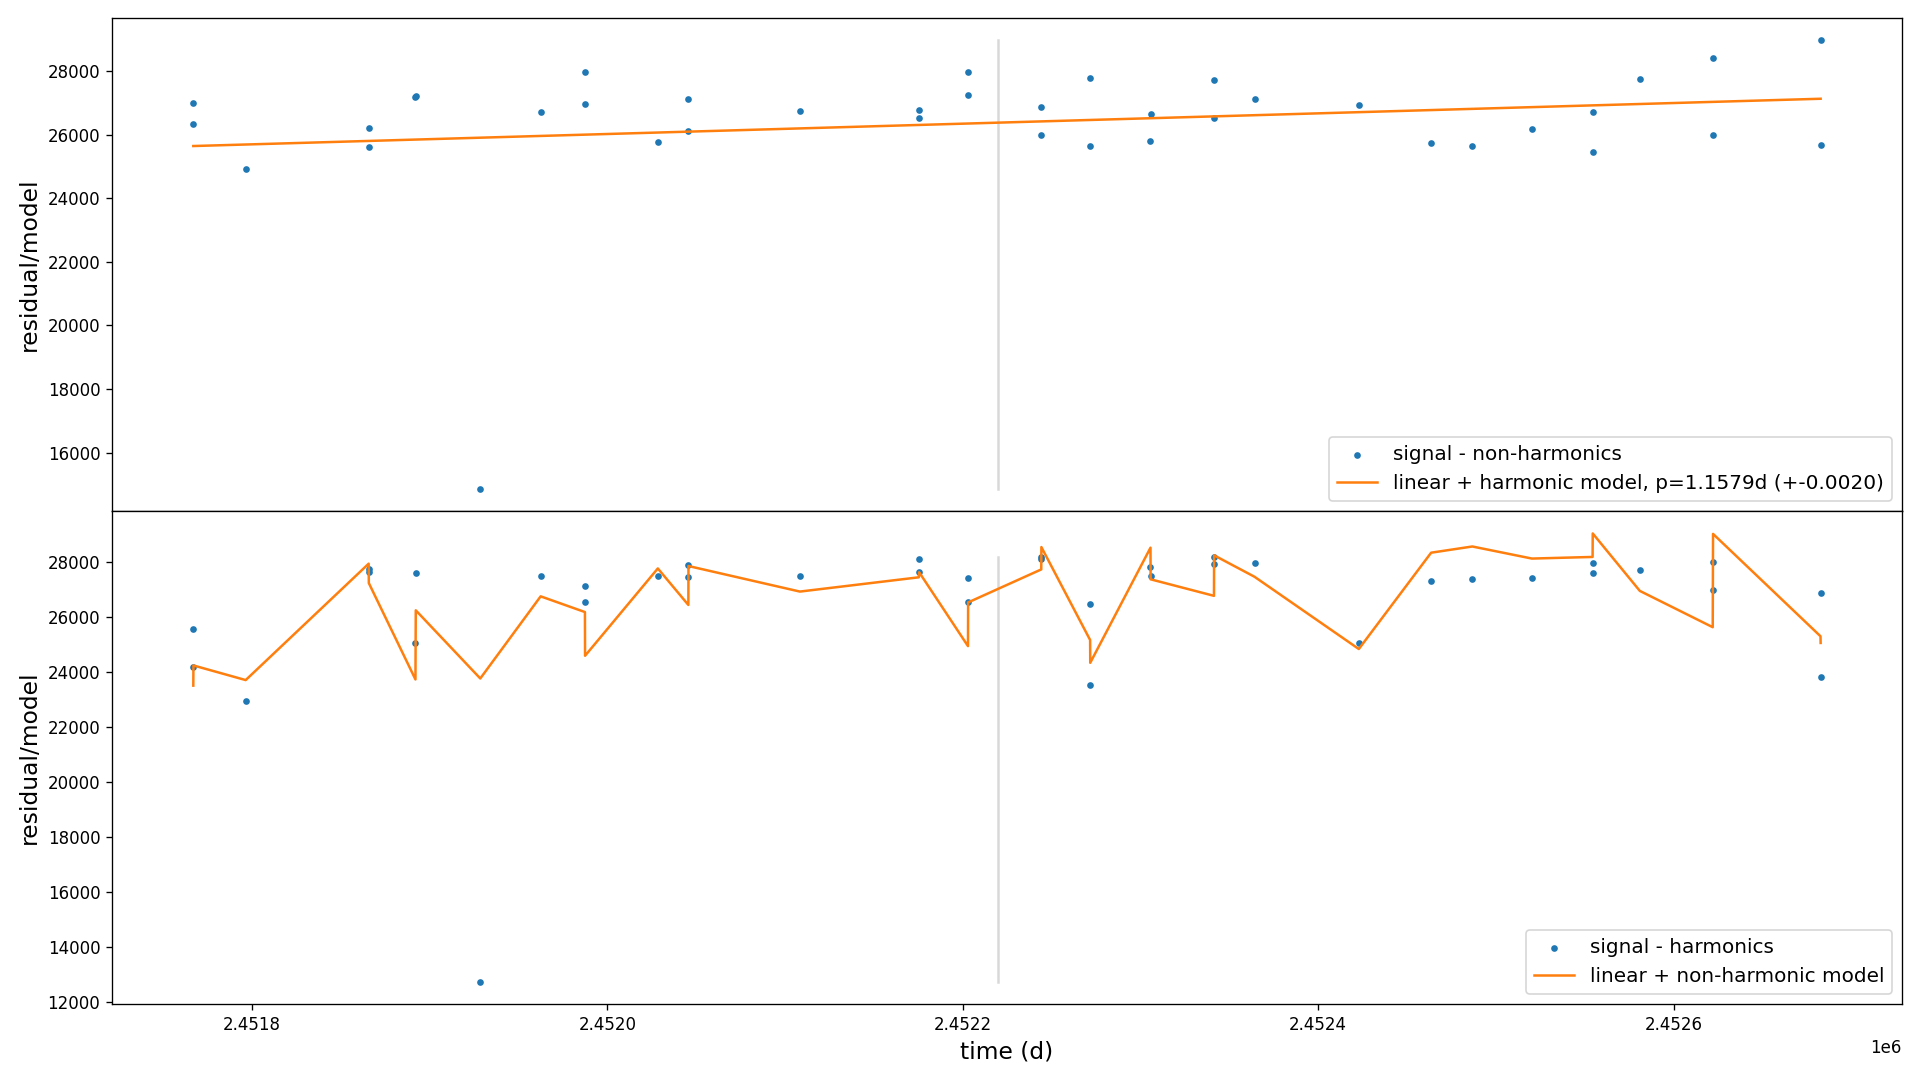 28000
26000
24000
22000
20000
18000
16000
residual/model
signal - non-harmonics
linear + harmonic model, p=1.1579d (+-0.0020)
28000
26000
24000
22000
20000
18000
16000
14000
12000
residual/model
signal - harmonics
linear + non-harmonic model
2.4518
2.4520
2.4522
2.4524
2.4526
1e6
time (d)